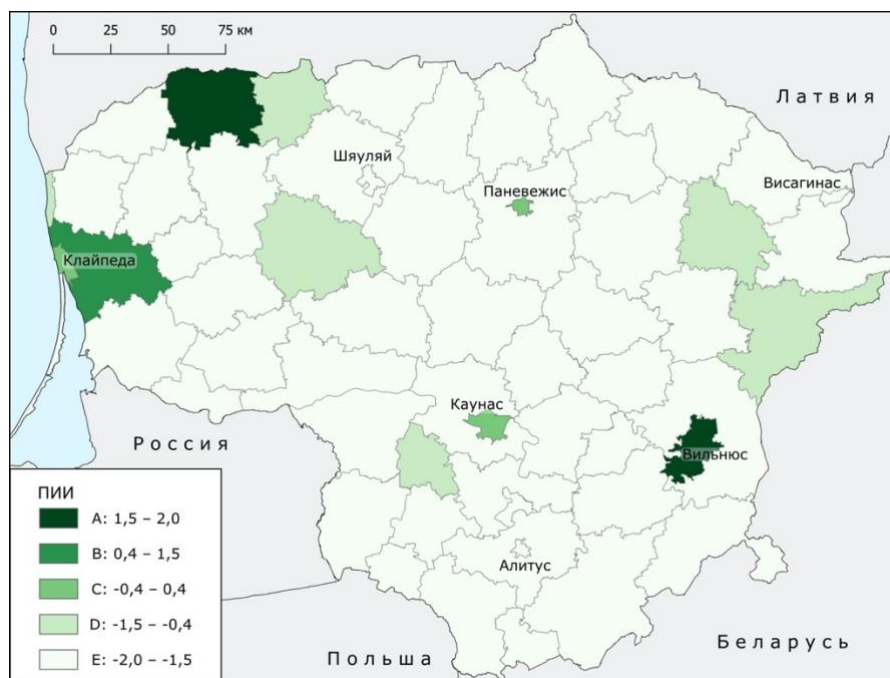 0 25 50 75 км
Латвия
Шяуляй
Паневежис
Висагинас
Клайпеда
Каунас
Россия
Вильнюс
ПИИ
A: 1,5 – 2,0
B: 0,4 – 1,5
C: -0,4 – 0,4
D: -1,5 – -0,4
E: -2,0 – -1,5
Алитус
Польша
Беларусь